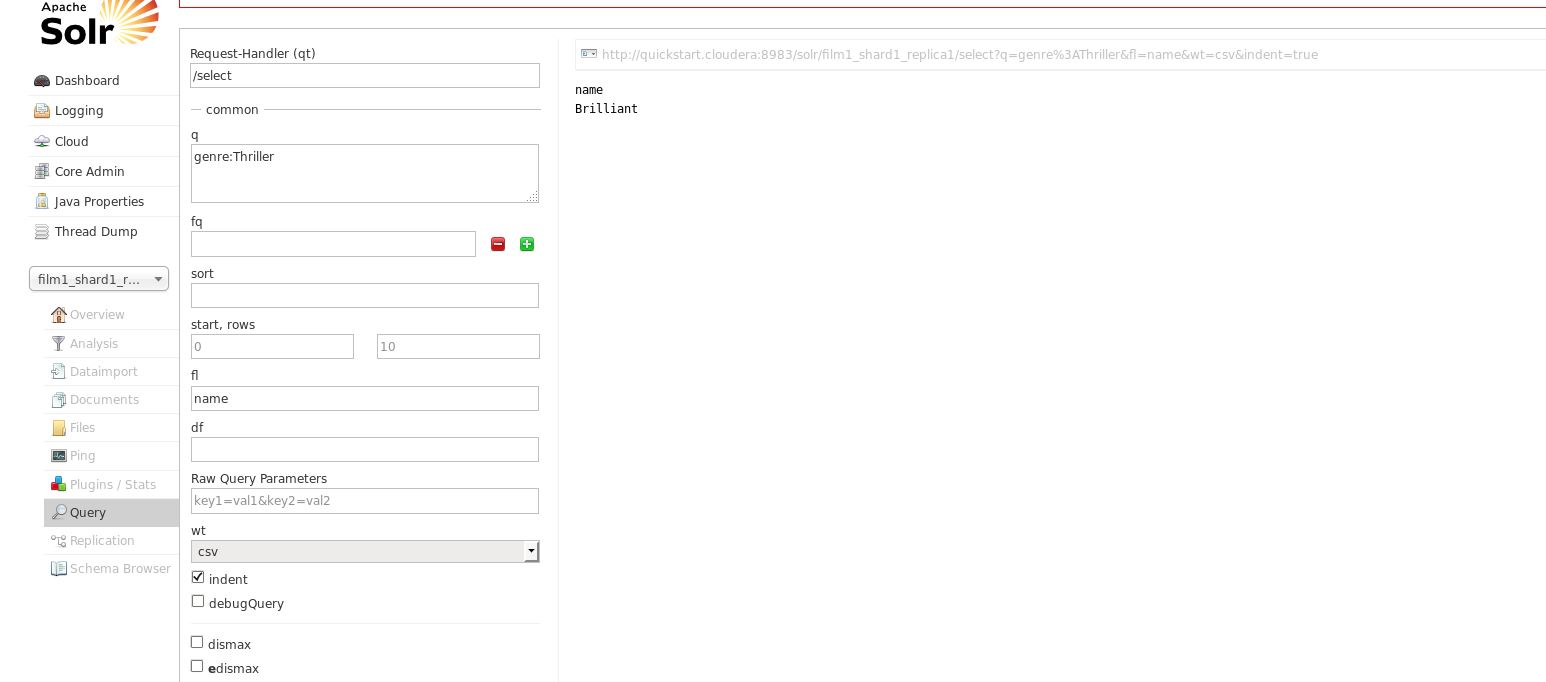 Apache
Solr
Dashboard
Logging
Cloud
Core Admin
Java Properties
Thread Dump
film1_shard1_r...
Overview
Analysis
Dataimport
Documents
Files
Ping
Plugins / Stats
Query
Replication
Schema Browser
Request-Handler (qt)
/select
common
q
genre:Thriller
fq
sort
start, rows
0 10
fl
name
df
Raw Query Parameters
key1=val1&key2=val2
wt
csv
indent
debugQuery
dismax
edismax
http://quickstart.cloudera:8983/solr/film1_shard1_replica1/select?q=genre%3AThriller&fl=name&wt=csv&indent=true
name
Brilliant